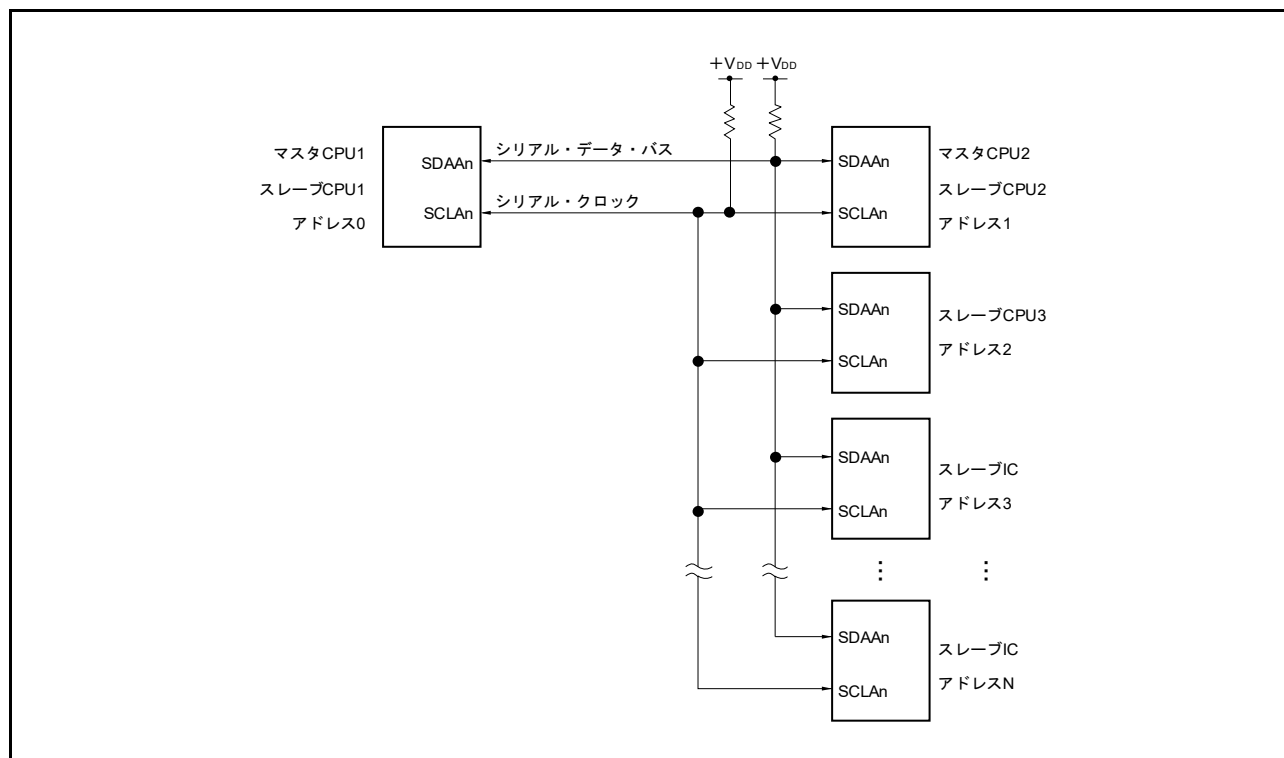 +VDD +VDD
マスタCPU1
スレーブCPU1
アドレス0
SDAAn
SCLAn
シリアル・データ・バス
シリアル・クロック
SDAAn
SCLAn
マスタCPU2
スレーブCPU2
アドレス1
SDAAn
SCLAn
スレーブCPU3
アドレス2
SDAAn
SCLAn
スレーブIC
アドレス3
SDAAn
SCLAn
スレーブIC
アドレスN